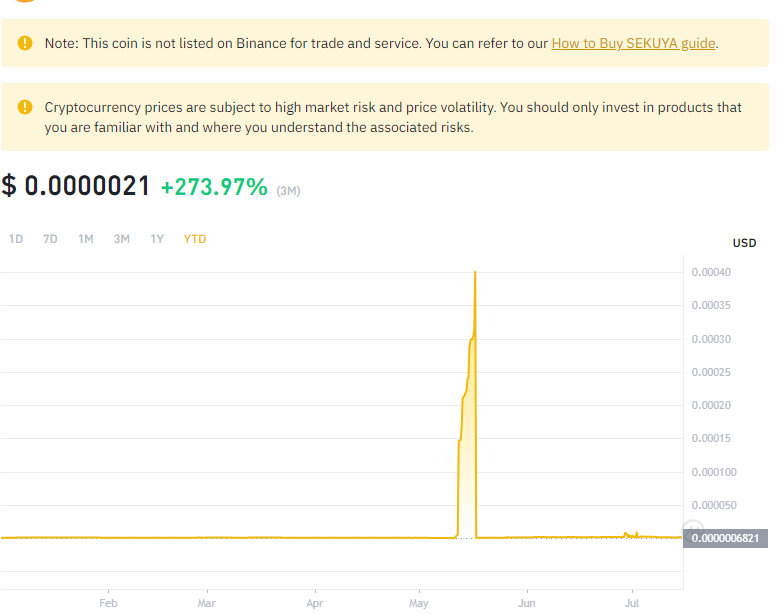 Note: This coin is not listed on Binance for trade and service. You can refer to our How to Buy SEKUYA guide.
Cryptocurrency prices are subject to high market risk and price volatility. You should only invest in products that
you are familiar with and where you understand the associated risks.
$ 0.0000021 +273.97% (3M)
1D 7D 1M 3M 1Y YTD
USD
0.00040
0.00035
0.00030
0.00025
0.00020
0.00015
0.000100
0.000050
0.0000006821
Feb Mar Apr May Jun Jul